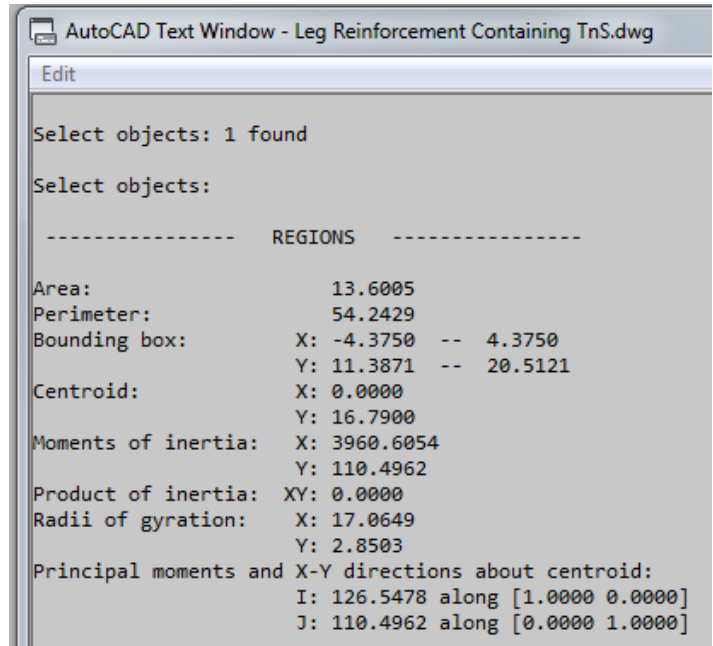 AutoCAD Text Window - Leg Reinforcement Containing TnS.dwg
Edit
Select objects: 1 found
Select objects:
---------------- REGIONS ----------------
Area: 13.6005
Perimeter: 54.2429
Bounding box: X: -4.3750 -- 4.3750
Y: 11.3871 -- 20.5121
Centroid: X: 0.0000
Y: 16.7900
Moments of inertia: X: 3960.6054
Y: 110.4962
Product of inertia: XY: 0.0000
Radii of gyration: X: 17.0649
Y: 2.8503
Principal moments and X-Y directions about centroid:
I: 126.5478 along [1.0000 0.0000]
J: 110.4962 along [0.0000 1.0000]